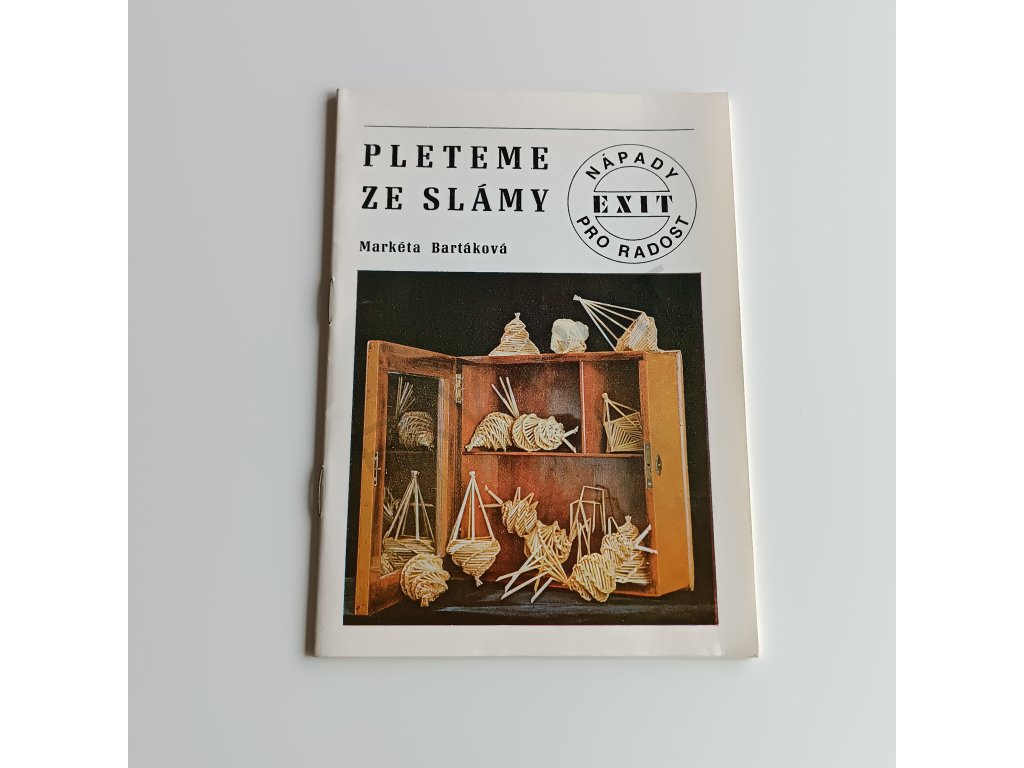 PLETEME
ZE SLÁMY
Markéta Bartáková
NÁPADY
EXIT
PRO RADOST